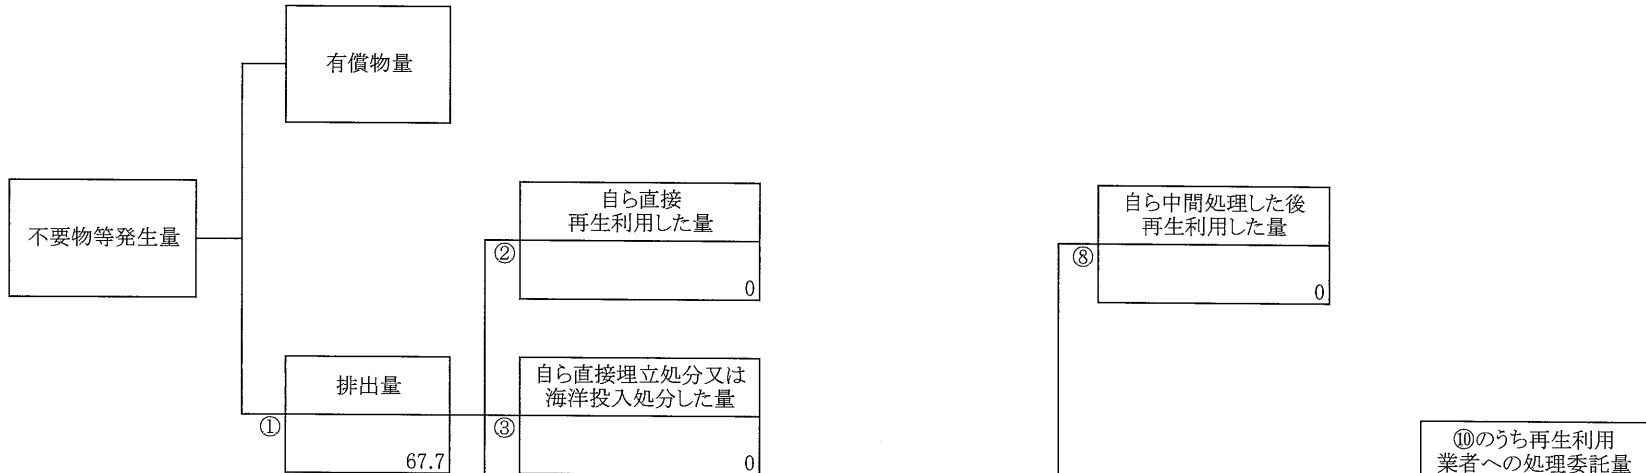 有償物量
不要物等発生量
自ら直接
再生利用した量
②
0
自ら中間処理した後
再生利用した量
⑧
0
排出量
①
67.7
自ら直接埋立処分又は
海洋投入処分した量
③
0
⑩のうち再生利用
業者への処理委託量